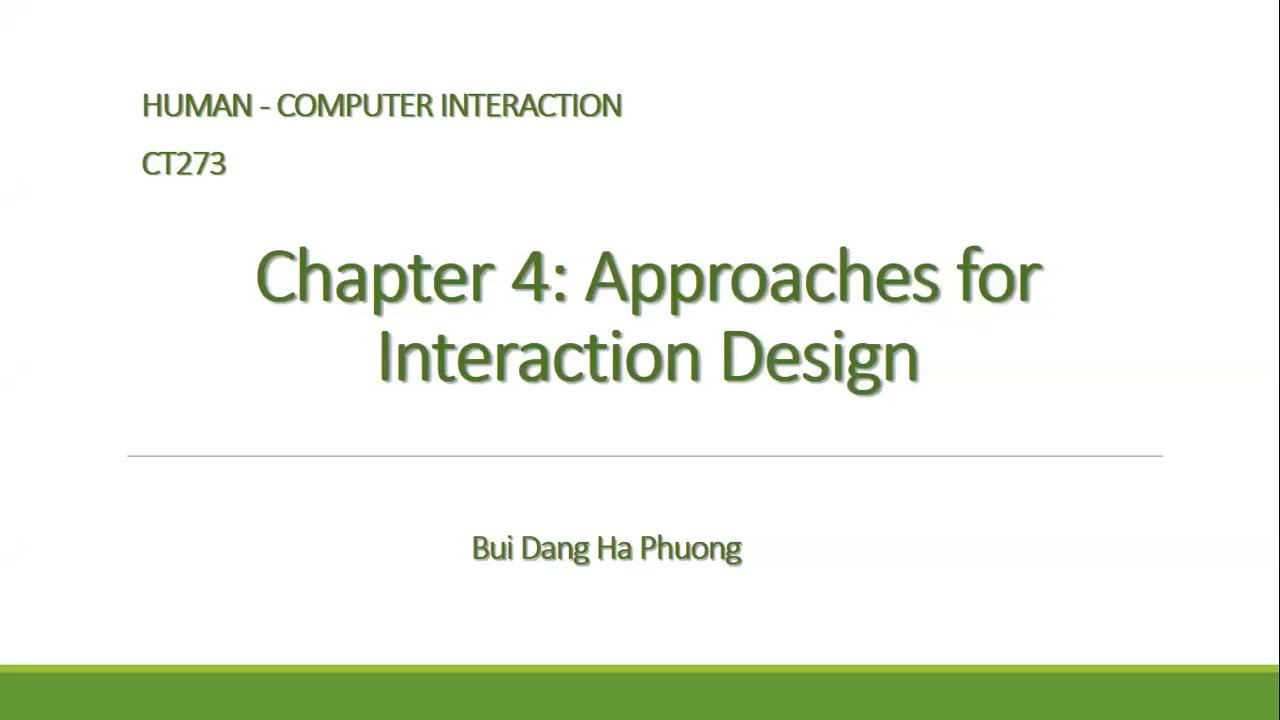 HUMAN - COMPUTER INTERACTION
CT273
Chapter 4: Approaches for
Interaction Design
Bui Dang Ha Phuong